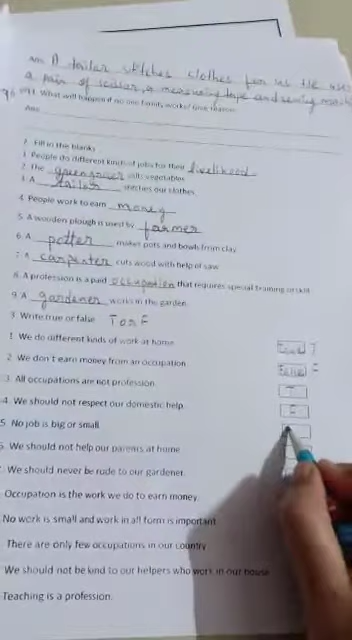 Ans. A tailor stitches clothes for us He uses
a pair of scissor, a measuring tape and sewing
Q11. What will happen if no one family works? Give reason.
Ans.
2. Fill in the blanks
1. People do different kinds of jobs for their livelihood
2. The greengrocer sells vegetables
3. A tailor stitches our clothes
4. People work to earn money
5. A wooden plough is used by farmer
6. A potter makes pots and bowls from clay
7. A carpenter cuts wood with help of saw
8. A profession is a paid occupation that requires special training or skill
9. A gardener works in the garden.
3. Write true or false T or F
1. We do different kinds of work at home T
2. We don't earn money from an occupation F
3. All occupations are not profession. T
4. We should not respect our domestic help. F
5. No job is big or small.
We should not help our parents at home
We should never be rude to our gardener.
Occupation is the work we do to earn money.
No work is small and work in all form is important
There are only few occupations in our country
We should not be kind to our helpers who work in our house
Teaching is a profession.